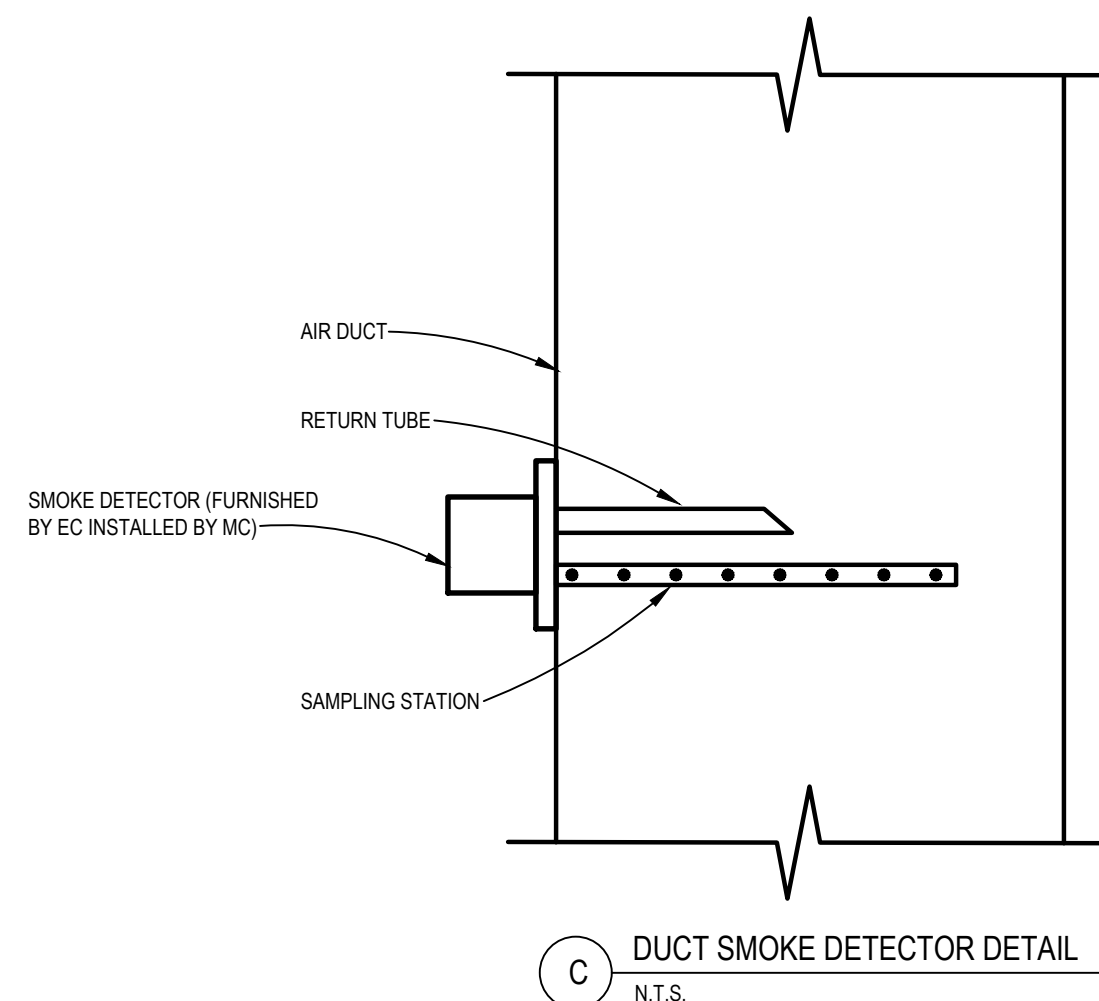 AIR DUCT
RETURN TUBE
SMOKE DETECTOR (FURNISHED
BY EC INSTALLED BY MC)
SAMPLING STATION
C
DUCT SMOKE DETECTOR DETAIL
N.T.S.